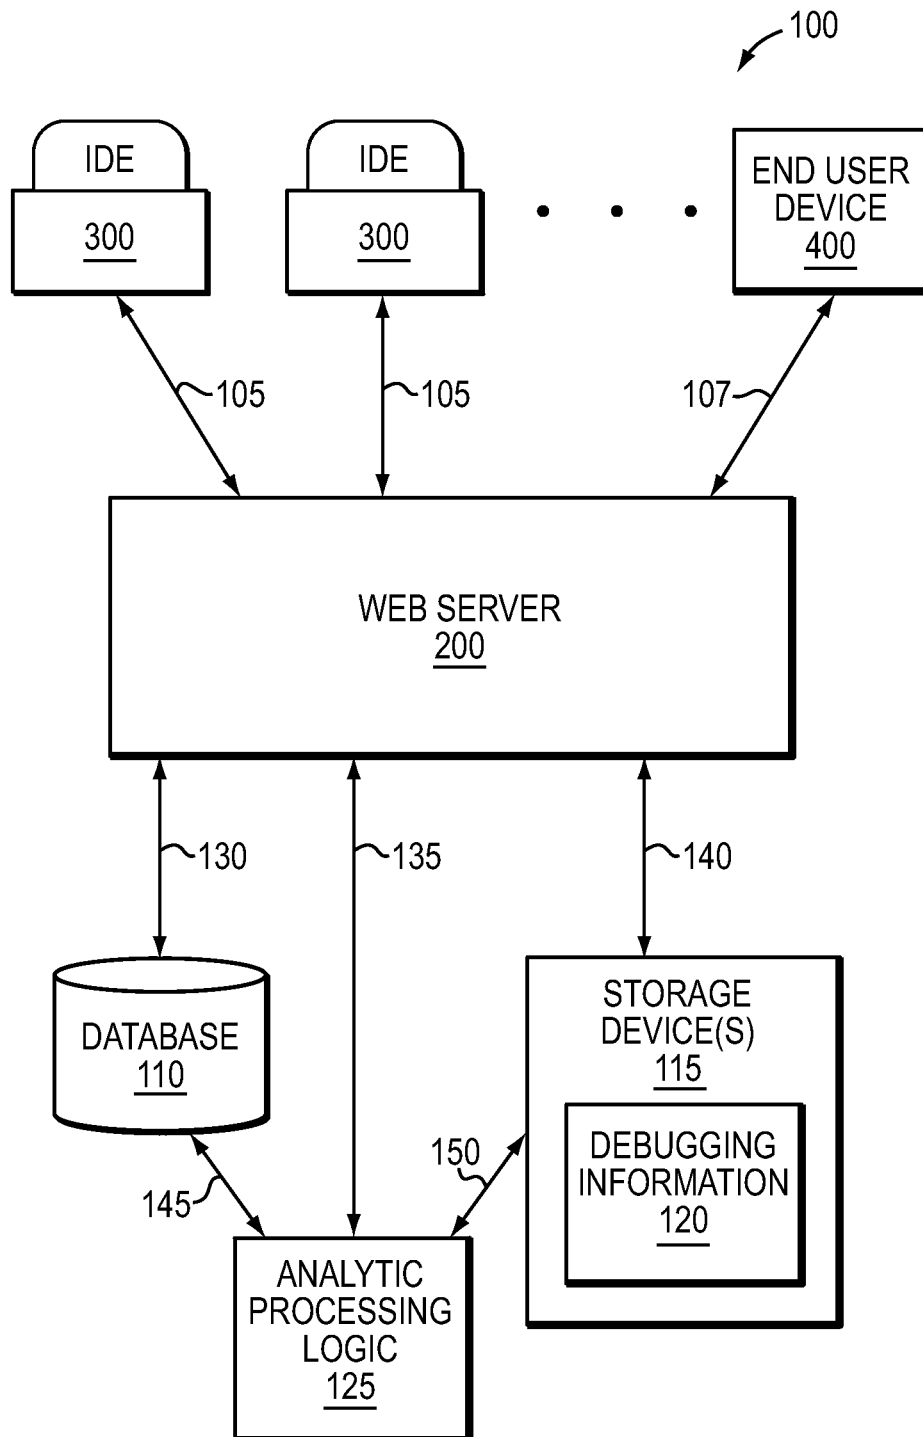 100
IDE
300
IDE
300
END USER
DEVICE
400
105
105
107
WEB SERVER
200
130
135
140
DATABASE
110
STORAGE
DEVICE(S)
115
DEBUGGING
INFORMATION
120
145
150
ANALYTIC
PROCESSING
LOGIC
125